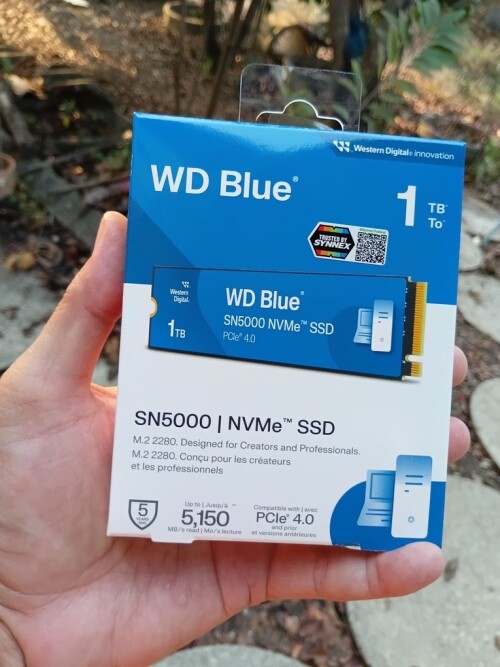 Western Digital® innovation
WD Blue®
1 TB
To
TRUSTED BY
SYNNEX
Western
Digital®
WD Blue®
1TB
SN5000 NVMe™ SSD
PCIe® 4.0
SN5000 | NVMe™ SSD
M.2 2280. Designed for Creators and Professionals.
M.2 2280. Conçu pour les créateurs
et les professionnels
5
YEARS
ANS
Up to | Jusqu'à
5,150
MB/s read | Mo/s lecture
Compatible with | avec
PCIe® 4.0
and prior
et versions antérieures